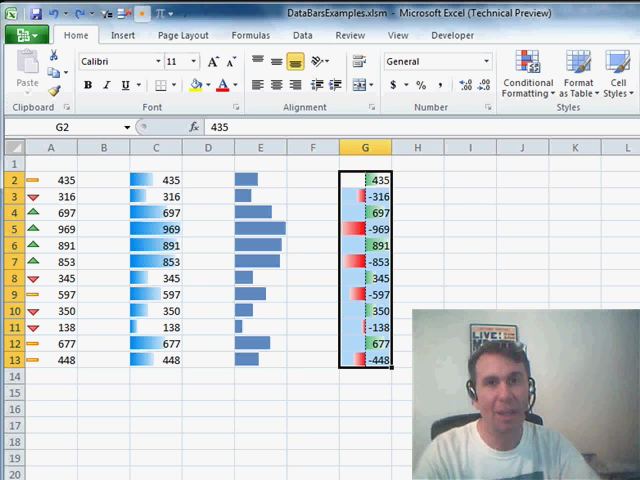 DataBarsExamples.xlsm - Microsoft Excel (Technical Preview)
Home Insert Page Layout Formulas Data Review View Developer
Paste
Calibri 11
General
Conditional Formatting
Format as Table
Cell Styles
B I U A
$ % ,
Clipboard Font Alignment Number Styles
G2 fx 435
A B C D E F G H I J K L
1
2 435 435 435
3 316 316 -316
4 697 697 697
5 969 969 -969
6 891 891 891
7 853 853 -853
8 345 345 345
9 597 597 -597
10 350 350 350
11 138 138 -138
12 677 677 677
13 448 448 -448
14
15
16
17
18
19
20
LIVE!